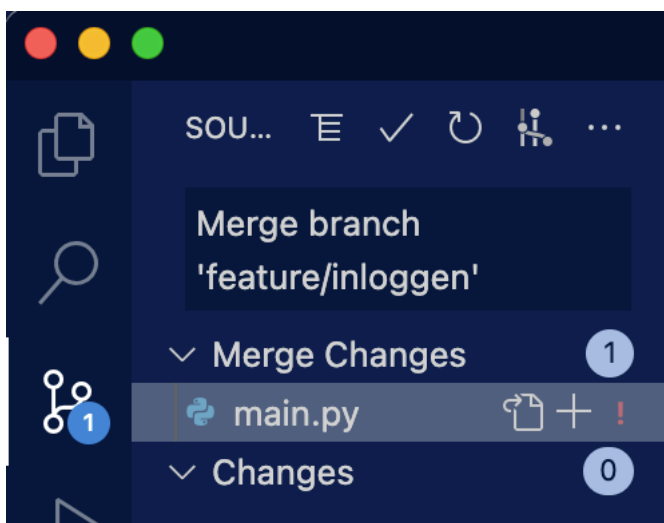 SOU...
Merge branch
'feature/inloggen'
Merge Changes 1
main.py !
1
Changes 0